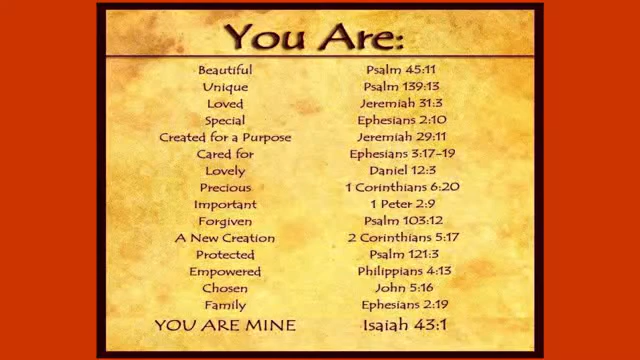 You Are:
Beautiful Psalm 45:11
Unique Psalm 139:13
Loved Jeremiah 31:3
Special Ephesians 2:10
Created for a Purpose Jeremiah 29:11
Cared for Ephesians 3:17-19
Lovely Daniel 12:3
Precious 1 Corinthians 6:20
Important 1 Peter 2:9
Forgiven Psalm 103:12
A New Creation 2 Corinthians 5:17
Protected Psalm 121:3
Empowered Philippians 4:13
Chosen John 5:16
Family Ephesians 2:19
YOU ARE MINE Isaiah 43:1